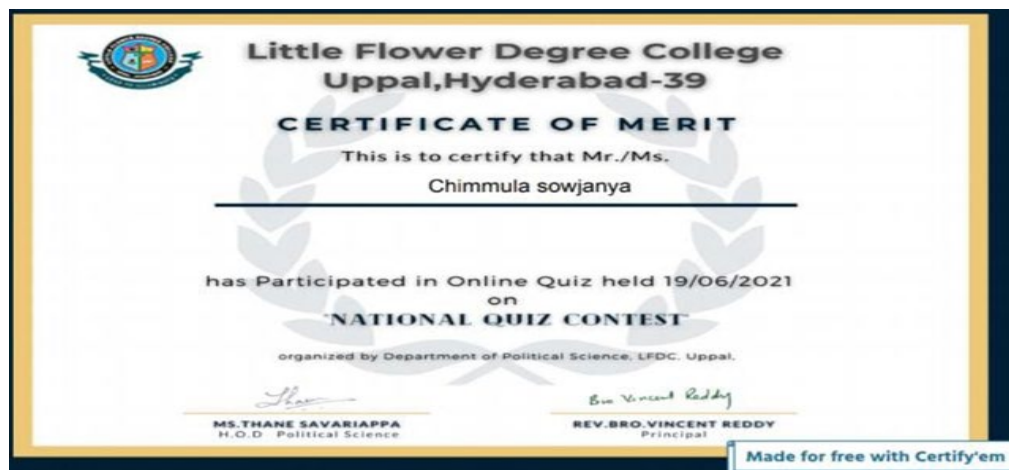 Little Flower Degree College
Uppal,Hyderabad-39
CERTIFICATE OF MERIT
This is to certify that Mr./Ms.
Chimmula sowjanya
has Participated in Online Quiz held 19/06/2021
on
"NATIONAL QUIZ CONTEST"
organized by Department of Political Science, LFDC, Uppal.
Bro Vincent Reddy
MS.THANE SAVARIAPPA
H.O.D Political Science
REV.BRO.VINCENT REDDY
Principal
Made for free with Certify'em